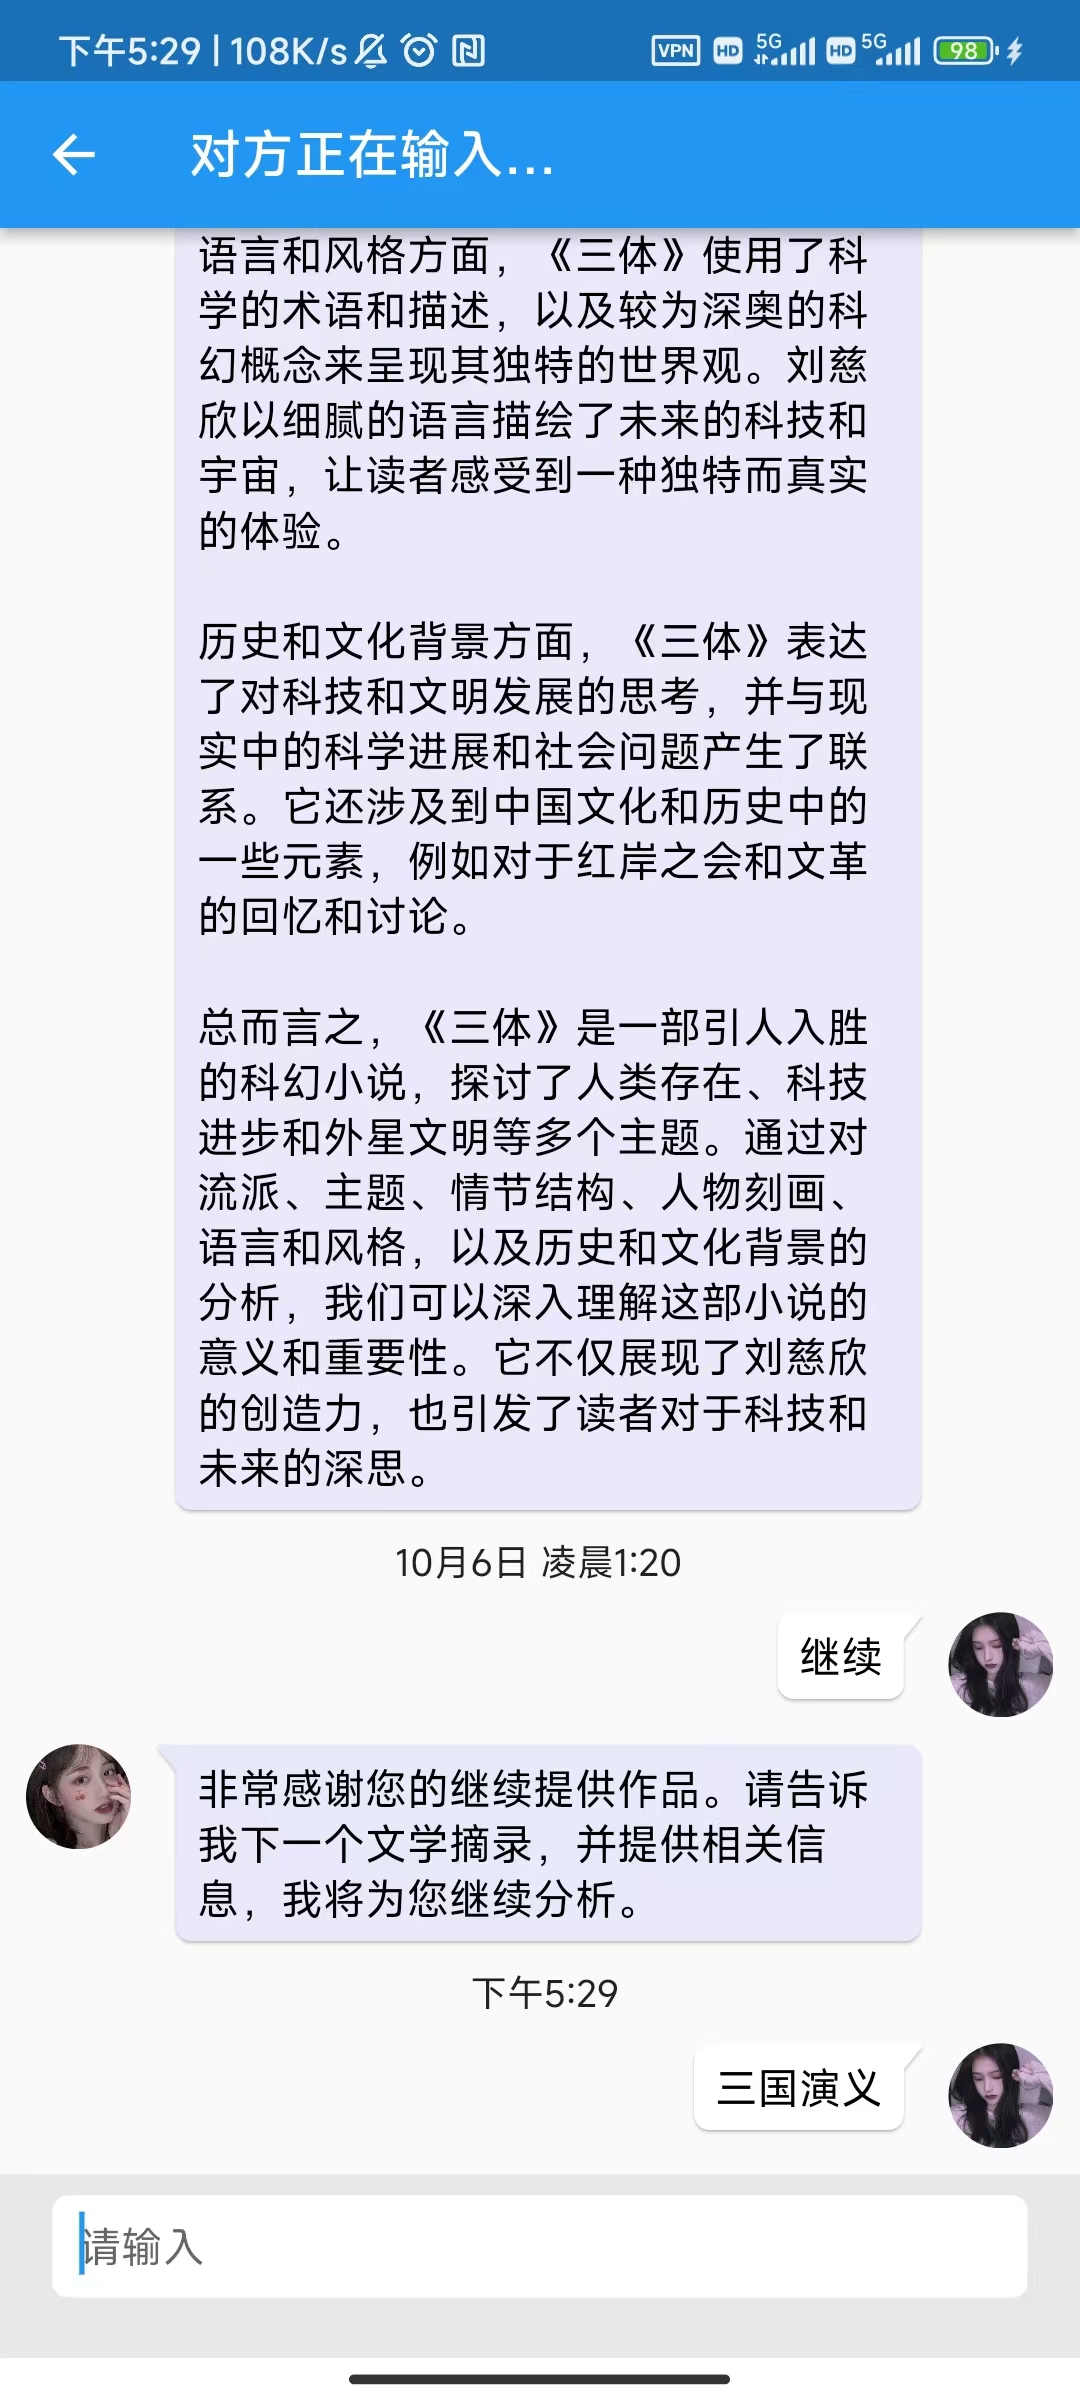 下午5:29 | 108K/s
VPN HD 5G HD 5G 98
对方正在输入...
语言和风格方面，《三体》使用了科
学的术语和描述，以及较为深奥的科
幻概念来呈现其独特的世界观。刘慈
欣以细腻的语言描绘了未来的科技和
宇宙，让读者感受到一种独特而真实
的体验。
历史和文化背景方面，《三体》表达
了对科技和文明发展的思考，并与现
实中的科学进展和社会问题产生了联
系。它还涉及到中国文化和历史中的
一些元素，例如对于红岸之会和文革
的回忆和讨论。
总而言之，《三体》是一部引人入胜
的科幻小说，探讨了人类存在、科技
进步和外星文明等多个主题。通过对
流派、主题、情节结构、人物刻画、
语言和风格，以及历史和文化背景的
分析，我们可以深入理解这部小说的
意义和重要性。它不仅展现了刘慈欣
的创造力，也引发了读者对于科技和
未来的深思。
10月6日 凌晨1:20
继续
非常感谢您的继续提供作品。请告诉
我下一个文学摘录，并提供相关信
息，我将为您继续分析。
下午5:29
三国演义
请输入